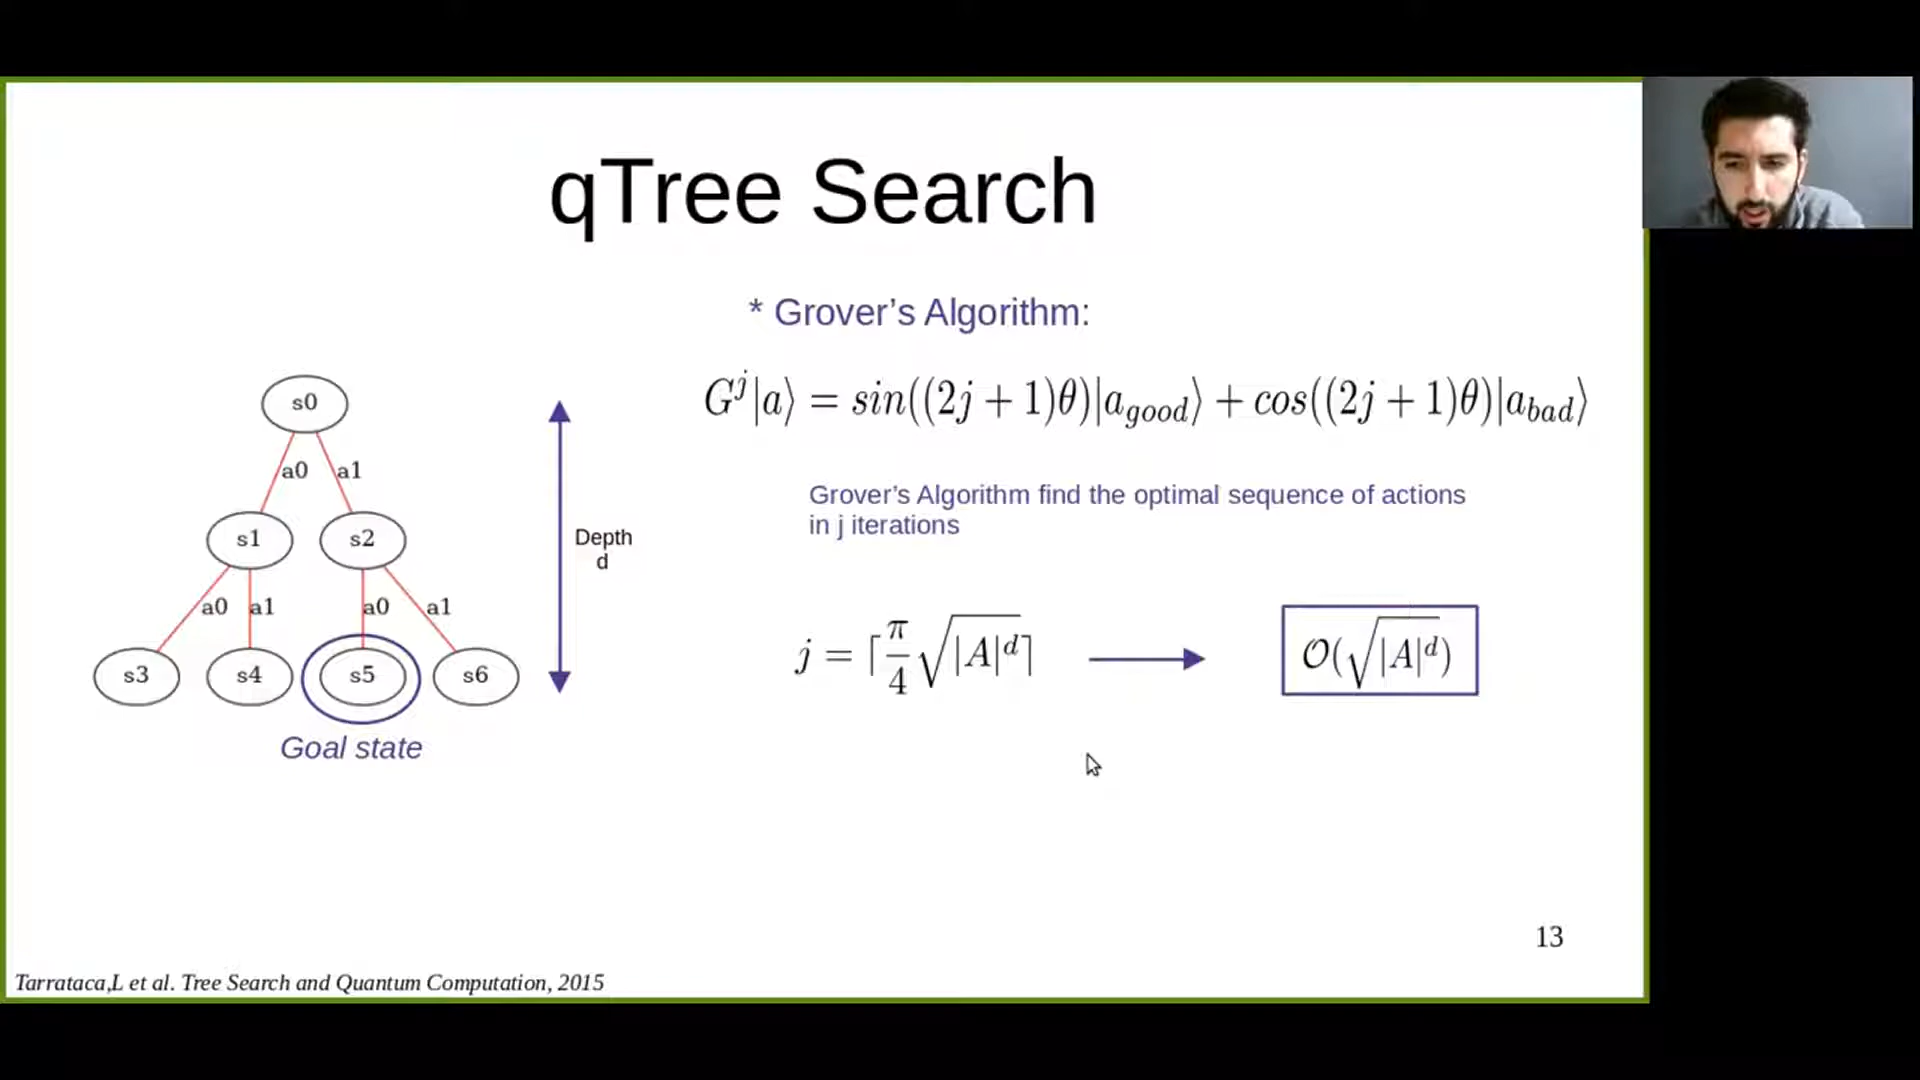 qTree Search
* Grover's Algorithm:
G^j|a⟩ = sin((2j + 1)θ)|a_good⟩ + cos((2j + 1)θ)|a_bad⟩
Grover's Algorithm find the optimal sequence of actions
in j iterations
j = ⌈π/4 √|A|^d⌉
O(√|A|^d)
s0
a0 a1
s1 s2
a0 a1 a0 a1
s3 s4 s5 s6
Goal state
Depth
d
13
Tarrataca,L et al. Tree Search and Quantum Computation, 2015